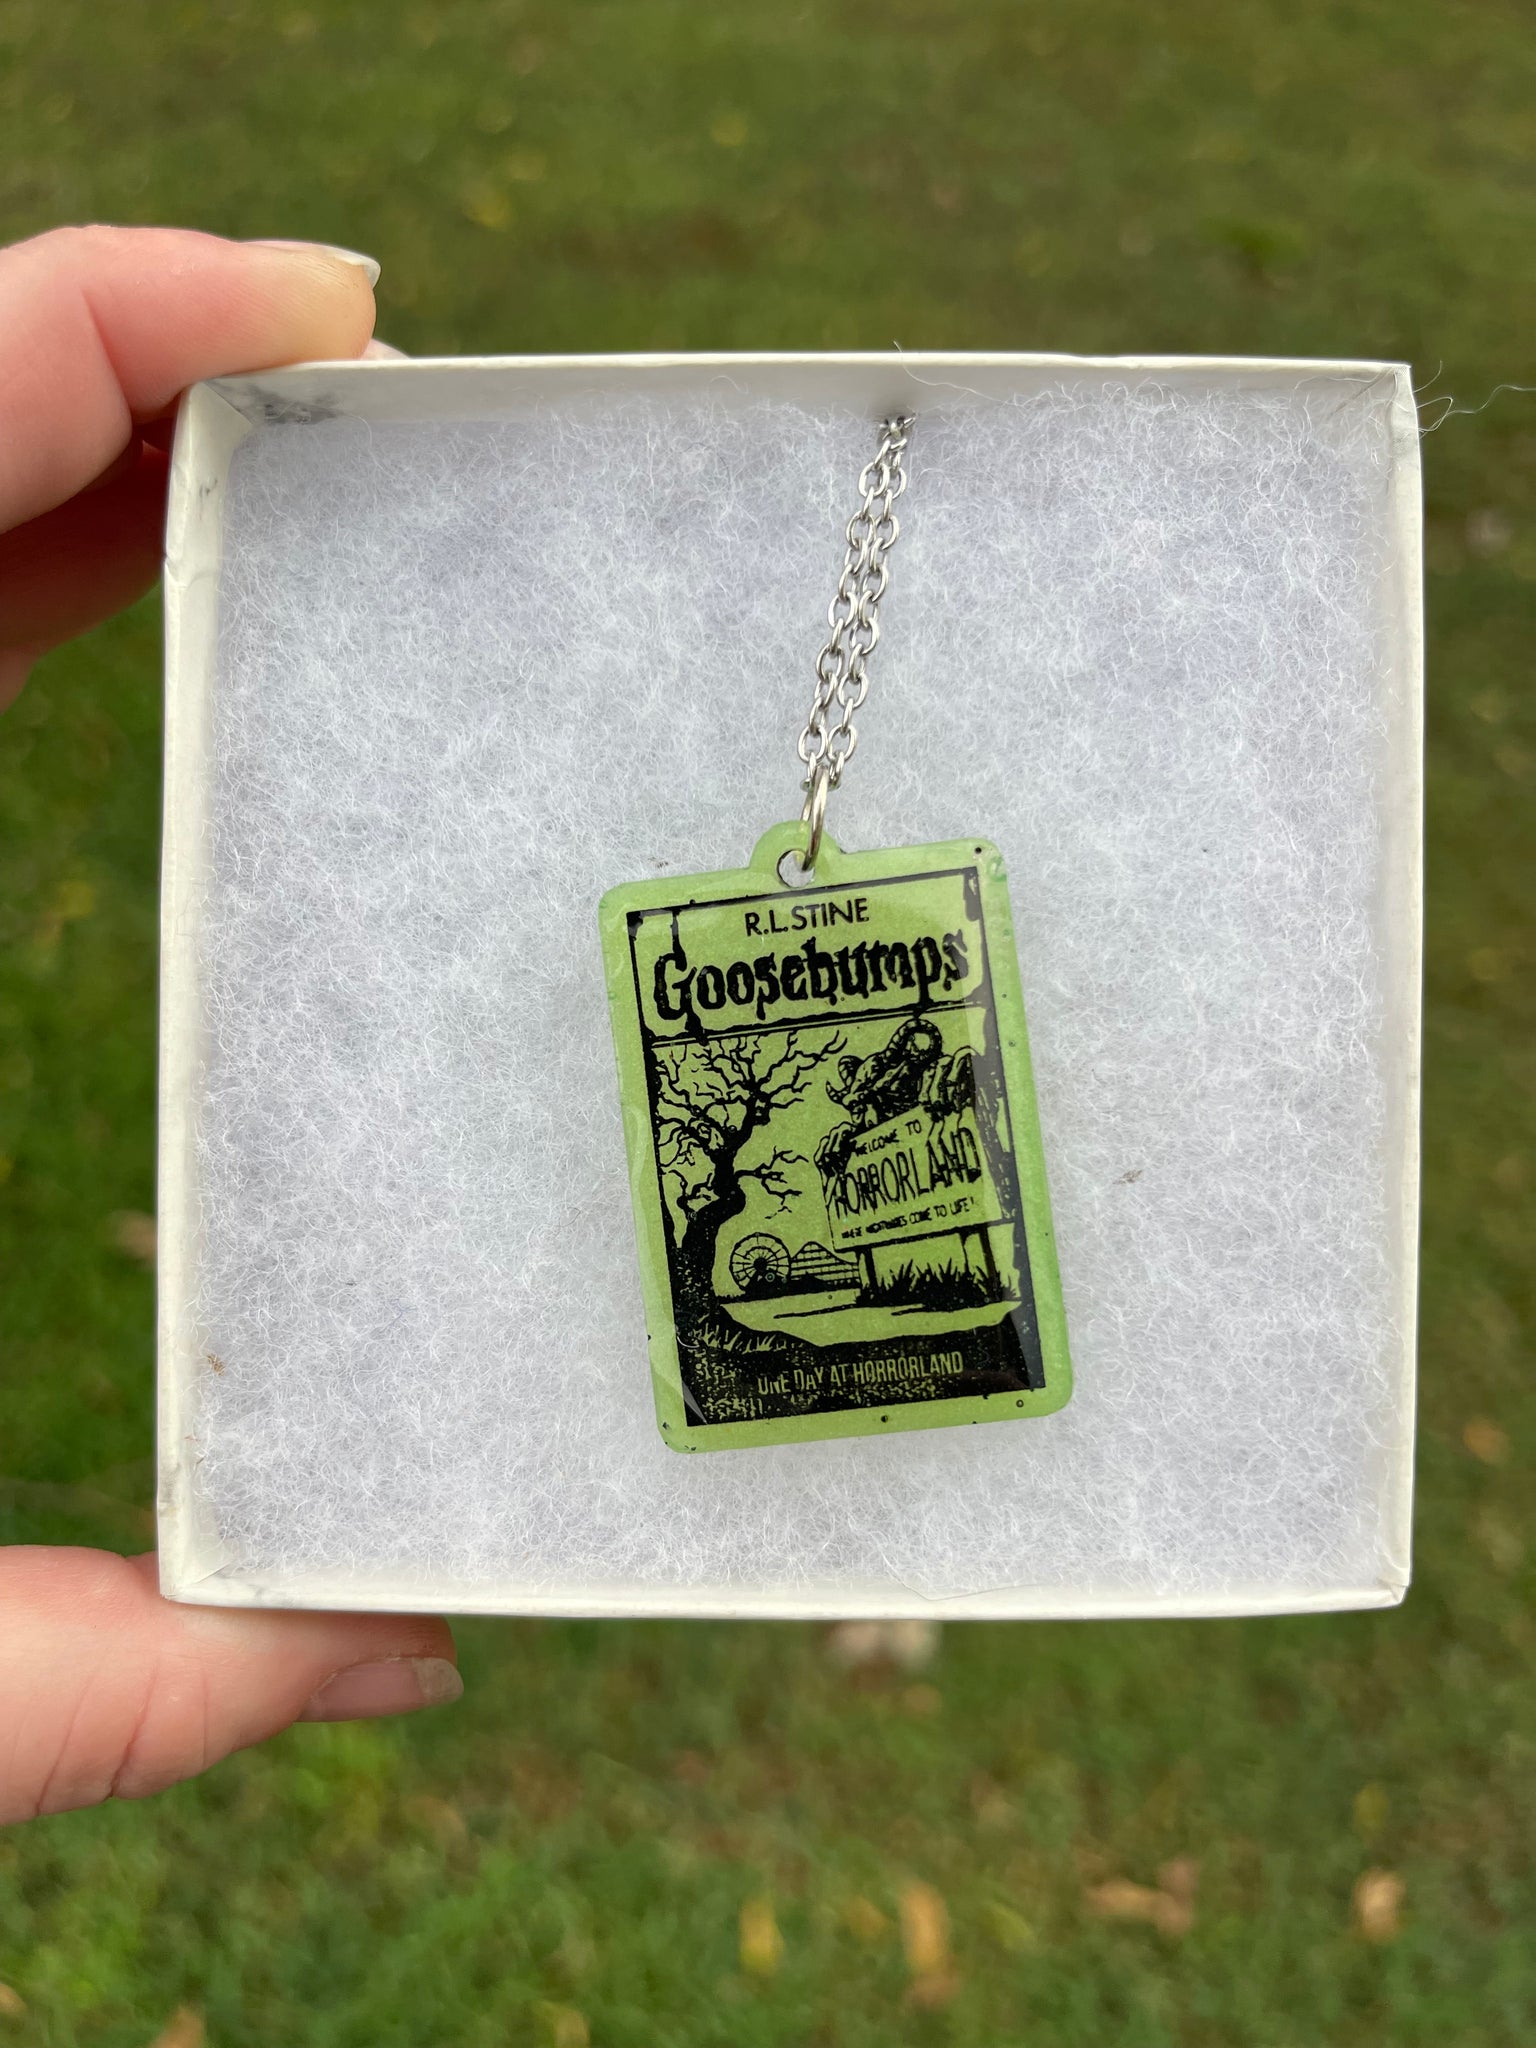 R.L. STINE
Goosebumps
WELCOME TO
HORRORLAND
WHERE NIGHTMARES COME TO LIFE!
ONE DAY AT HORRORLAND